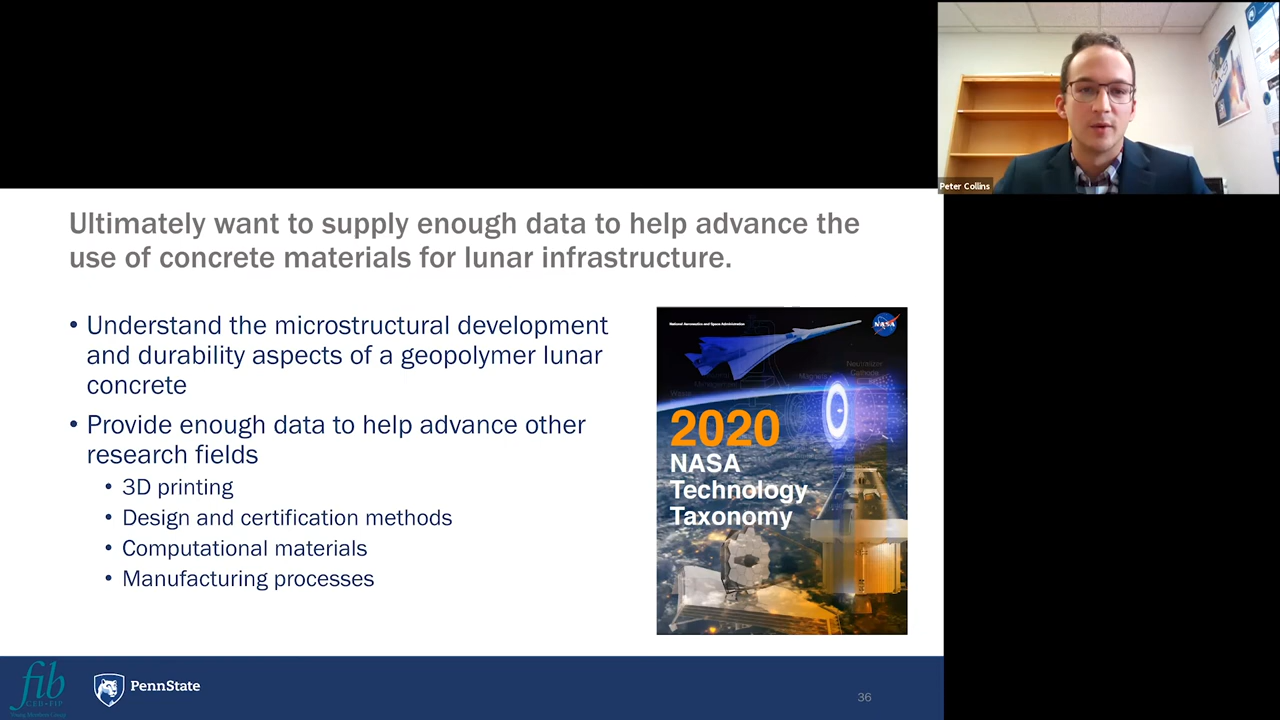 Peter Collins
Ultimately want to supply enough data to help advance the
use of concrete materials for lunar infrastructure.
• Understand the microstructural development
and durability aspects of a geopolymer lunar
concrete
• Provide enough data to help advance other
research fields
• 3D printing
• Design and certification methods
• Computational materials
• Manufacturing processes
National Aeronautics and Space Administration
NASA
2020
NASA
Technology
Taxonomy
fib
CEB-FIP
PennState
36